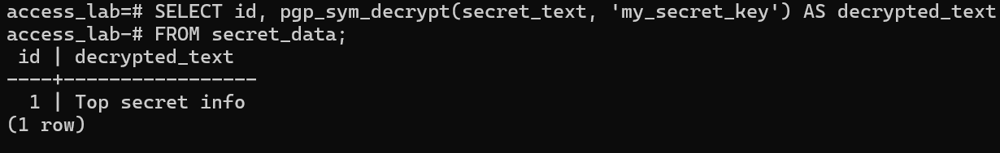 access_lab=# SELECT id, pgp_sym_decrypt(secret_text, 'my_secret_key') AS decrypted_text
access_lab-# FROM secret_data;
 id | decrypted_text
----+-----------------
  1 | Top secret info
(1 row)